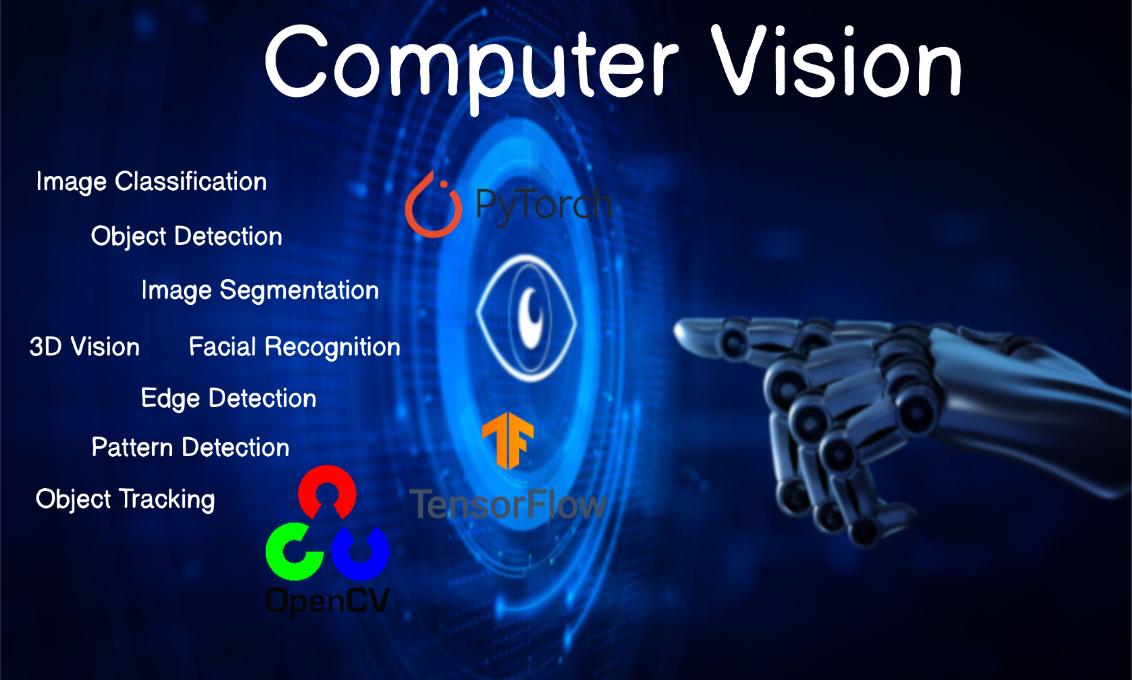 Computer Vision
Image Classification
PyTorch
Object Detection
Image Segmentation
3D Vision
Facial Recognition
Edge Detection
Pattern Detection
Object Tracking
TensorFlow
OpenCV